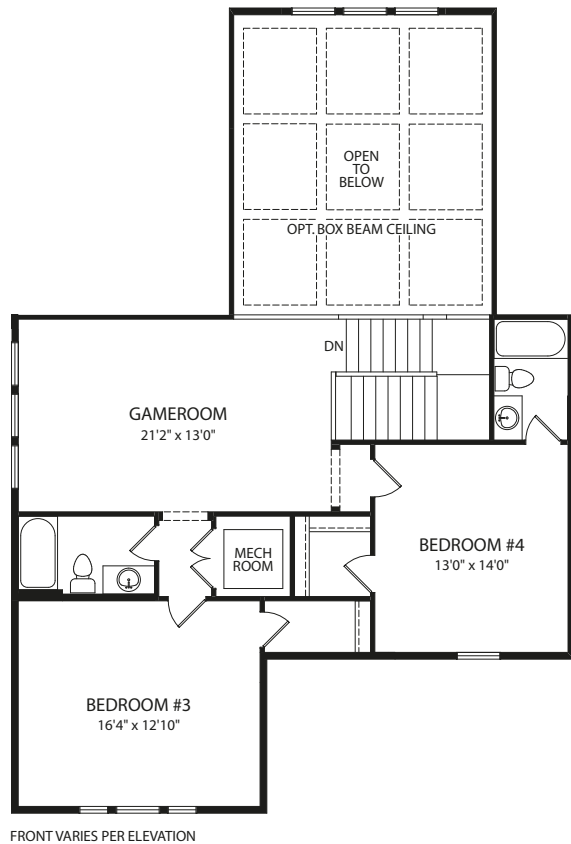 OPEN
TO
BELOW
OPT. BOX BEAM CEILING
DN
GAMEROOM
21'2" x 13'0"
MECH
ROOM
BEDROOM #4
13'0" x 14'0"
BEDROOM #3
16'4" x 12'10"
FRONT VARIES PER ELEVATION